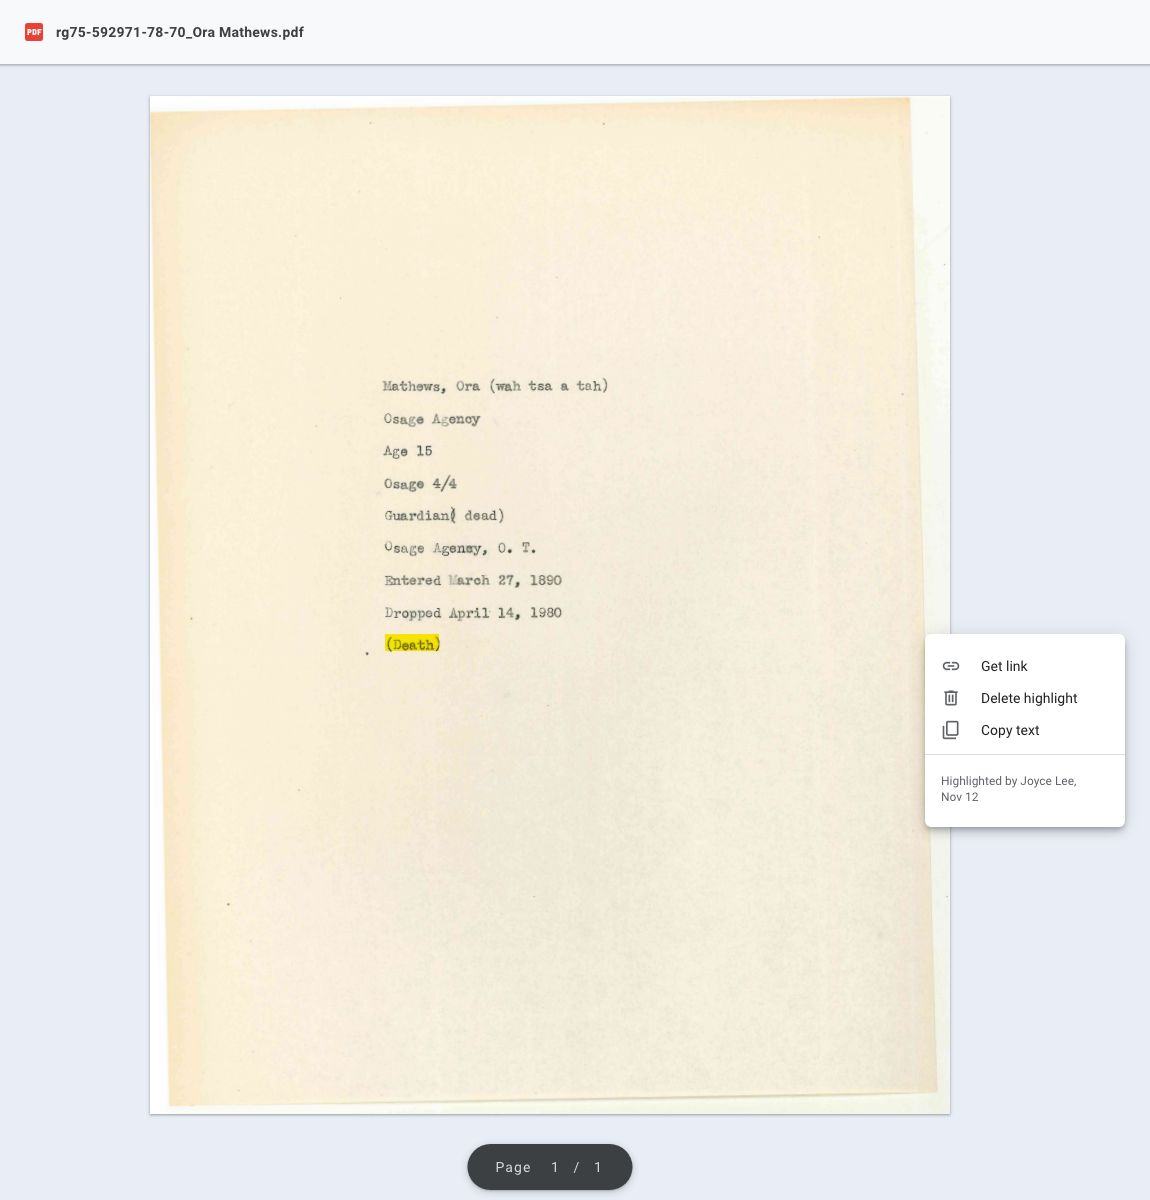 PDF rg75-592971-78-70_Ora Mathews.pdf
Mathews, Ora (wah tsa a tah)
Osage Agency
Age 15
Osage 4/4
Guardian( dead)
Osage Agency, O. T.
Entered March 27, 1890
Dropped April 14, 1980
(Death)
Get link
Delete highlight
Copy text
Highlighted by Joyce Lee,
Nov 12
Page 1 / 1